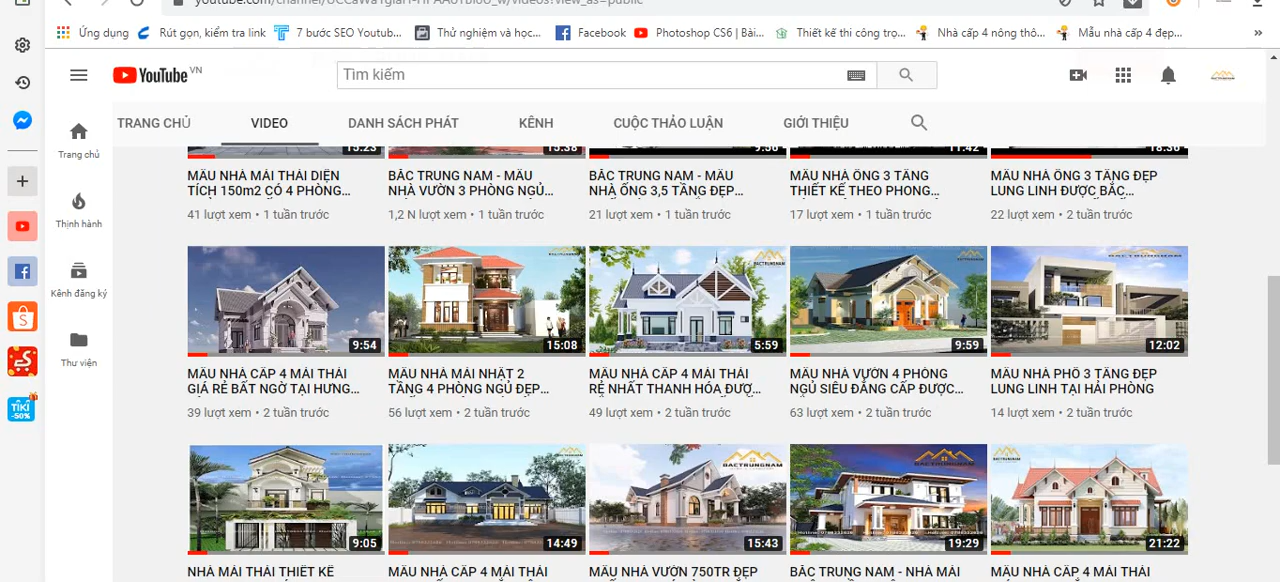 Ứng dụng
Rút gọn, kiểm tra link
7 bước SEO Youtub...
Thử nghiệm và học...
Facebook
Photoshop CS6 | Bài...
Thiết kế thi công trọ...
Nhà cấp 4 nông thô...
Mẫu nhà cấp 4 đẹp...
YouTube VN
Tìm kiếm
TRANG CHỦ
VIDEO
DANH SÁCH PHÁT
KÊNH
CUỘC THẢO LUẬN
GIỚI THIỆU
Trang chủ
Thịnh hành
Kênh đăng ký
Thư viện
MẪU NHÀ MÁI THÁI DIỆN
TÍCH 150m2 CÓ 4 PHÒNG...
41 lượt xem • 1 tuần trước
BẮC TRUNG NAM - MẪU
NHÀ VƯỜN 3 PHÒNG NGỦ...
1,2 N lượt xem • 1 tuần trước
BẮC TRUNG NAM - MẪU
NHÀ ỐNG 3,5 TẦNG ĐẸP...
21 lượt xem • 1 tuần trước
MẪU NHÀ ỐNG 3 TẦNG
THIẾT KẾ THEO PHONG...
17 lượt xem • 1 tuần trước
MẪU NHÀ ỐNG 3 TẦNG ĐẸP
LUNG LINH ĐƯỢC BẮC...
22 lượt xem • 2 tuần trước
9:54
MẪU NHÀ CẤP 4 MÁI THÁI
GIÁ RẺ BẤT NGỜ TẠI HƯNG...
39 lượt xem • 2 tuần trước
15:08
MẪU NHÀ MÁI NHẬT 2
TẦNG 4 PHÒNG NGỦ ĐẸP...
56 lượt xem • 2 tuần trước
5:59
MẪU NHÀ CẤP 4 MÁI THÁI
RẺ NHẤT THANH HÓA ĐƯỢ...
49 lượt xem • 2 tuần trước
9:59
MẪU NHÀ VƯỜN 4 PHÒNG
NGỦ SIÊU ĐẲNG CẤP ĐƯỢC...
63 lượt xem • 2 tuần trước
BACTRUNGNAM
12:02
MẪU NHÀ PHỐ 3 TẦNG ĐẸP
LUNG LINH TẠI HẢI PHÒNG
14 lượt xem • 2 tuần trước
9:05
NHÀ MÁI THÁI THIẾT KẾ
14:49
MẪU NHÀ CẤP 4 MÁI THÁI
BACTRUNGNAM
15:43
MẪU NHÀ VƯỜN 750TR ĐẸP
BACTRUNGNAM
19:29
BẮC TRUNG NAM - NHÀ MÁI
21:22
MẪU NHÀ CẤP 4 MÁI THÁI
TIKI
-50%